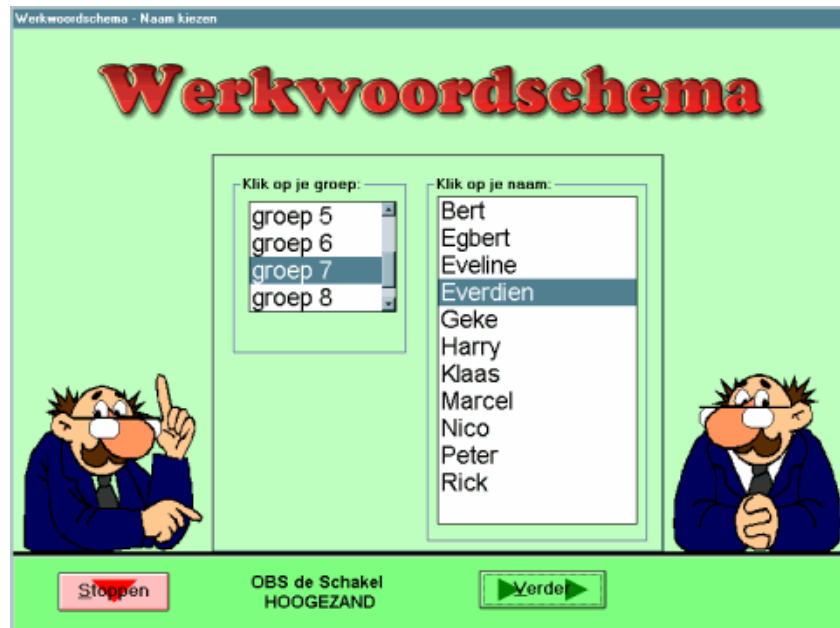 Werkwoordschema - Naam kiezen
Werkwoordschema
Klik op je groep:
groep 5
groep 6
groep 7
groep 8
Klik op je naam:
Bert
Egbert
Eveline
Everdien
Geke
Harry
Klaas
Marcel
Nico
Peter
Rick
Stoppen
OBS de Schakel
HOOGEZAND
Verder